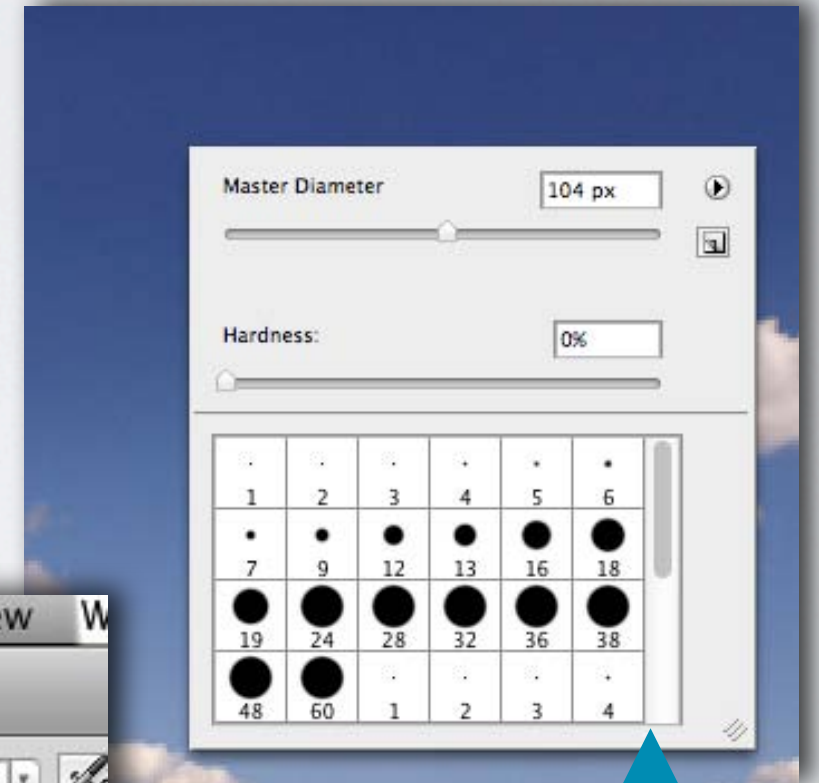 Master Diameter 104 px
Hardness: 0%
1 2 3 4 5 6
7 9 12 13 16 18
19 24 28 32 36 38
48 60 1 2 3 4
ew W